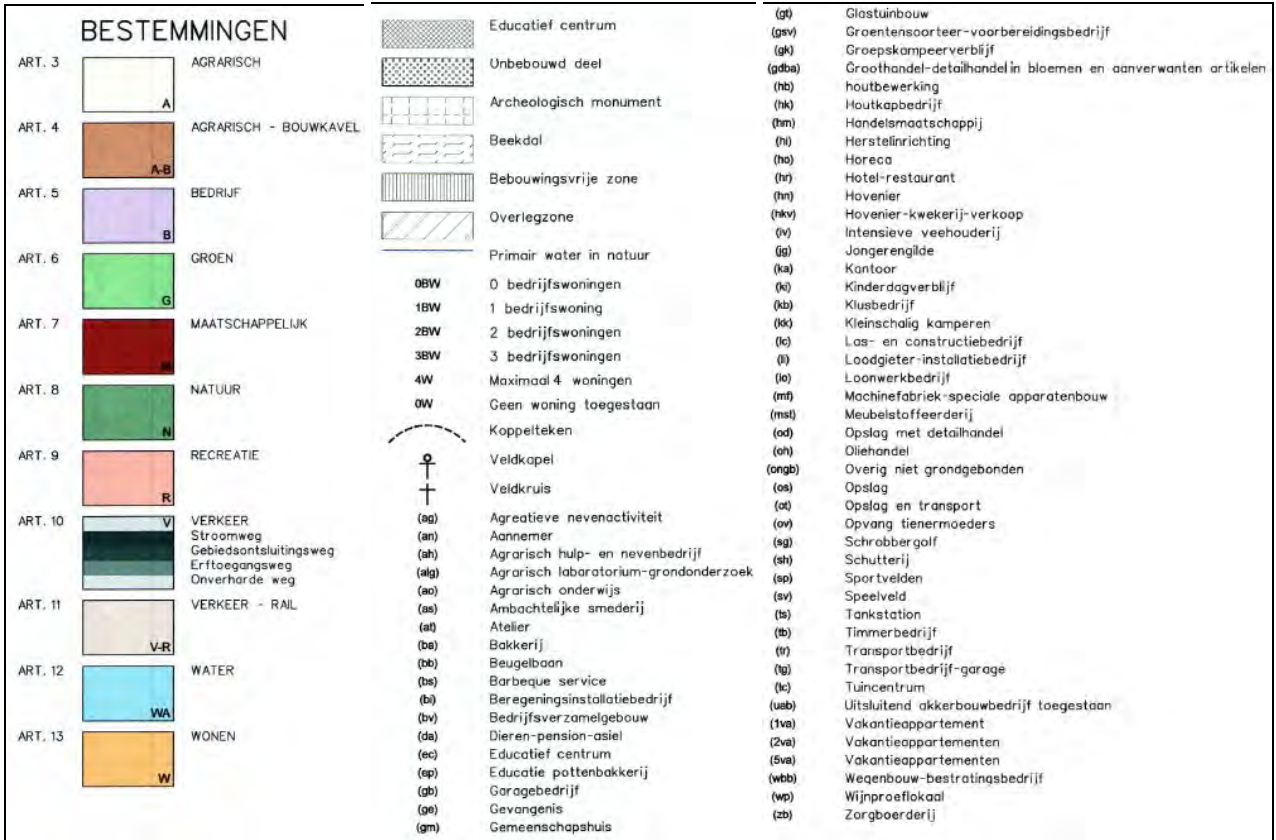 BESTEMMINGEN
ART. 3 AGRARISCH
A
ART. 4 AGRARISCH - BOUWKAVEL
A-B
ART. 5 BEDRIJF
B
ART. 6 GROEN
G
ART. 7 MAATSCHAPPELIJK
M
ART. 8 NATUUR
N
ART. 9 RECREATIE
R
ART. 10 V VERKEER
Stroomweg
Gebiedsontsluitingsweg
Erftoegangsweg
Onverharde weg
ART. 11 VERKEER - RAIL
V-R
ART. 12 WATER
WA
ART. 13 WONEN
W
Educatief centrum
Unbebouwd deel
Archeologisch monument
Beekdal
Bebouwingsvrije zone
Overlegzone
Primair water in natuur
0BW 0 bedrijfswoningen
1BW 1 bedrijfswoning
2BW 2 bedrijfswoningen
3BW 3 bedrijfswoningen
4W Maximaal 4 woningen
0W Geen woning toegestaan
Koppelteken
Veldkapel
Veldkruis
(ag) Agreatieve nevenactiviteit
(an) Aannemer
(ah) Agrarisch hulp- en nevenbedrijf
(alg) Agrarisch labaratorium-grondonderzoek
(ao) Agrarisch onderwijs
(as) Ambachtelijke smederij
(at) Atelier
(ba) Bakkerij
(bb) Beugelbaan
(bs) Barbeque service
(bi) Beregeningsinstallatiebedrijf
(bv) Bedrijfsverzamelgebouw
(da) Dieren-pension-asiel
(ec) Educatief centrum
(ep) Educatie pottenbakkerij
(gb) Garagebedrijf
(ge) Gevangenis
(gm) Gemeenschapshuis
(gt) Glastuinbouw
(gsv) Groentensoorteer-voorbereidingsbedrijf
(gk) Groepskampeerverblijf
(gdba) Groothandel-detailhandel in bloemen en aanverwanten artikelen
(hb) houtbewerking
(hk) Houtkapbedrijf
(hm) Handelsmaatschappij
(hi) Herstelinrichting
(ho) Horeca
(hr) Hotel-restaurant
(hn) Hovenier
(hkv) Hovenier-kwekerij-verkoop
(iv) Intensieve veehouderij
(jg) Jongerengilde
(ka) Kantoor
(ki) Kinderdagverblijf
(kb) Klusbedrijf
(kk) Kleinschalig kamperen
(lc) Las- en constructiebedrijf
(li) Loodgieter-installatiebedrijf
(lo) Loonwerkbedrijf
(mf) Machinefabriek-speciale apparatenbouw
(mst) Meubelstoffeerderij
(od) Opslag met detailhandel
(oh) Oliehandel
(ongb) Overig niet grondgebonden
(os) Opslag
(ot) Opslag en transport
(ov) Opvang tienermoeders
(sg) Schrobbergolf
(sh) Schutterij
(sp) Sportvelden
(sv) Speelveld
(ts) Tankstation
(tb) Timmerbedrijf
(tr) Transportbedrijf
(tg) Transportbedrijf-garage
(tc) Tuincentrum
(uab) Uitsluitend akkerbouwbedrijf toegestaan
(1va) Vakantieappartement
(2va) Vakantieappartementen
(5va) Vakantieappartementen
(wbb) Wegenbouw-bestratingsbedrijf
(wp) Wijnproeflokaal
(zb) Zorgboerderij